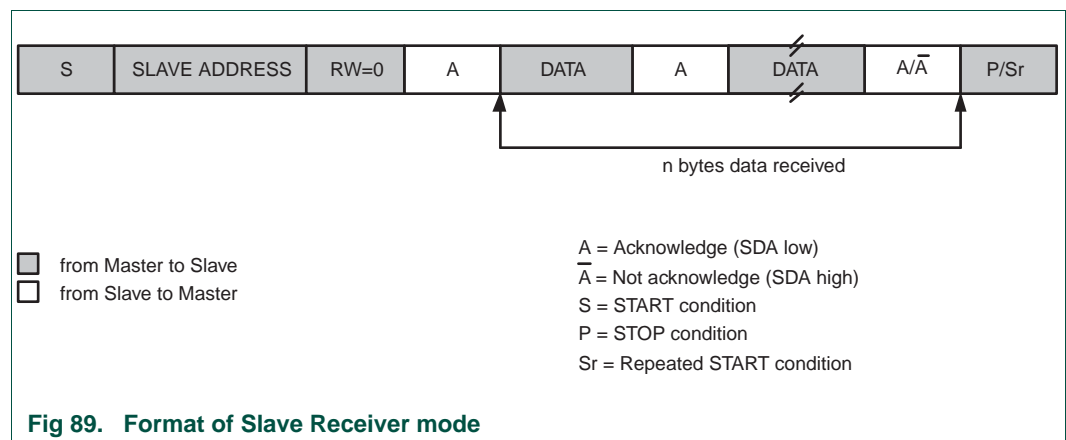 S SLAVE ADDRESS RW=0 A DATA A DATA A/A̅ P/Sr
n bytes data received
from Master to Slave
from Slave to Master
A = Acknowledge (SDA low)
A̅ = Not acknowledge (SDA high)
S = START condition
P = STOP condition
Sr = Repeated START condition
Fig 89. Format of Slave Receiver mode